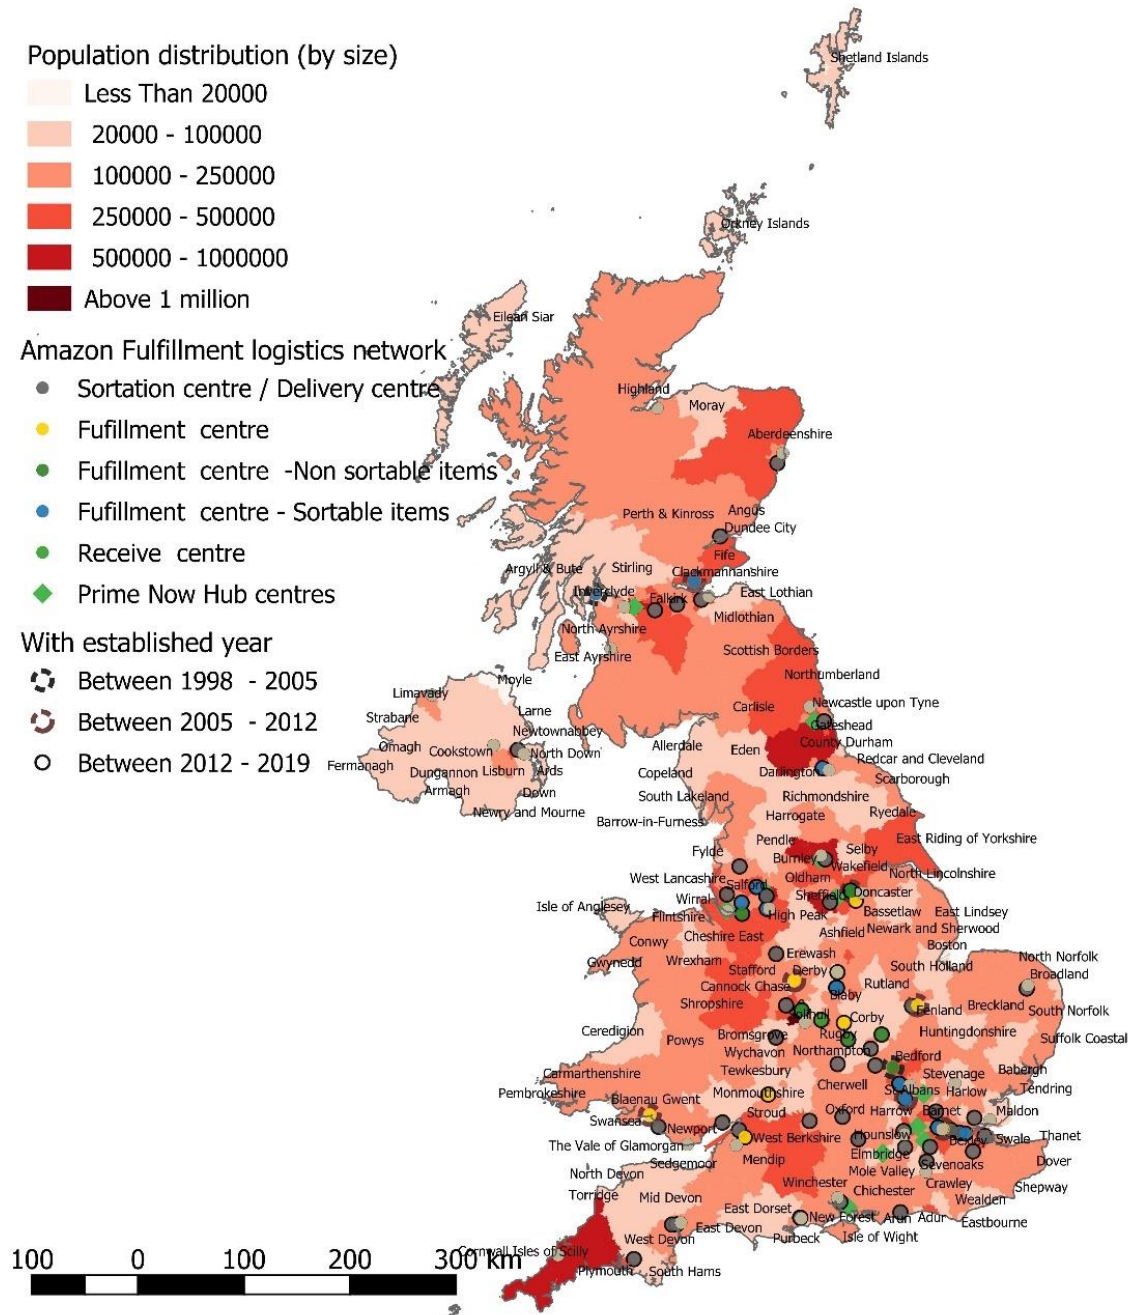 Population distribution (by size)
Less Than 20000
20000 - 100000
100000 - 250000
250000 - 500000
500000 - 1000000
Above 1 million
Amazon Fulfillment logistics network
Sortation centre / Delivery centre
Fufillment centre
Fufillment centre -Non sortable items
Fufillment centre - Sortable items
Receive centre
Prime Now Hub centres
With established year
Between 1998 - 2005
Between 2005 - 2012
Between 2012 - 2019
Shetland Islands
Orkney Islands
Eilean Siar
Highland
Moray
Aberdeenshire
Perth & Kinross
Angus
Dundee City
Fife
Argyll & Bute
Stirling
Clackmannanshire
Inverclyde
Falkirk
East Lothian
Midlothian
North Ayrshire
East Ayrshire
Scottish Borders
Northumberland
Moyle
Limavady
Larne
Strabane
Newtownabbey
Omagh
Cookstown
North Down
Fermanagh
Dungannon
Lisburn
Ards
Armagh
Down
Newry and Mourne
Carlisle
Newcastle upon Tyne
Gateshead
Allerdale
Eden
County Durham
Copeland
Darlington
Redcar and Cleveland
Scarborough
South Lakeland
Richmondshire
Barrow-in-Furness
Harrogate
Ryedale
Pendle
East Riding of Yorkshire
Fylde
Burnley
Selby
Wakefield
West Lancashire
Salford
Oldham
North Lincolnshire
Isle of Anglesey
Wirral
Sheffield
Doncaster
Flintshire
High Peak
Bassetlaw
East Lindsey
Conwy
Cheshire East
Ashfield
Newark and Sherwood
Gwynedd
Wrexham
Erewash
Boston
North Norfolk
Stafford
Derby
South Holland
Broadland
Cannock Chase
Blaby
Rutland
Shropshire
Solihull
Corby
Fenland
Breckland
South Norfolk
Ceredigion
Powys
Bromsgrove
Rugby
Huntingdonshire
Suffolk Coastal
Wychavon
Northampton
Bedford
Carmarthenshire
Tewkesbury
Cherwell
Stevenage
Babergh
Pembrokeshire
Blaenau Gwent
Monmouthshire
St Albans
Harlow
Tendring
Swansea
Newport
Stroud
Oxford
Harrow
Barnet
Maldon
The Vale of Glamorgan
West Berkshire
Hounslow
Bexley
Swale
Thanet
Sedgemoor
Mendip
Elmbridge
Sevenoaks
Dover
North Devon
Mole Valley
Crawley
Shepway
Torridge
Mid Devon
Winchester
Chichester
Wealden
East Dorset
New Forest
Arun
Adur
Eastbourne
East Devon
Purbeck
Isle of Wight
West Devon
Cornwall Isles of Scilly
Plymouth
South Hams
100 0 100 200 300 km